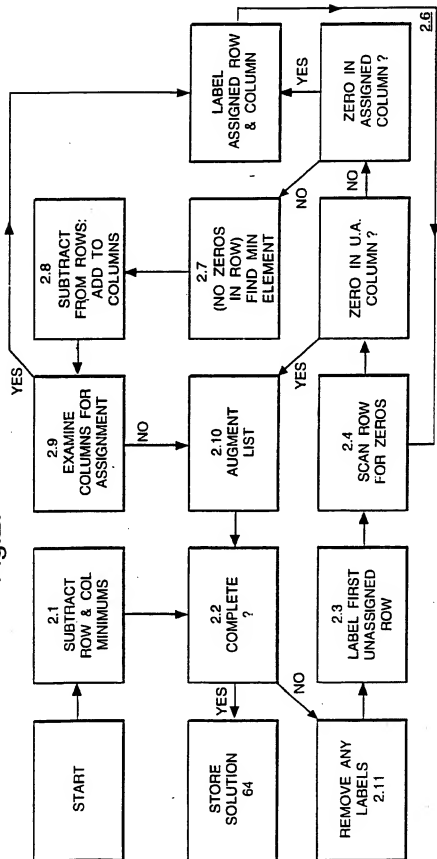 START
2.1
SUBTRACT
ROW & COL
MINIMUMS
2.9
EXAMINE
COLUMNS FOR
ASSIGNMENT
YES
2.8
SUBTRACT
FROM ROWS:
ADD TO
COLUMNS
STORE
SOLUTION
64
YES
2.2
COMPLETE
?
NO
2.10
AUGMENT
LIST
NO
2.7
(NO ZEROS
IN ROW)
FIND MIN
ELEMENT
LABEL
ASSIGNED ROW
& COLUMN
REMOVE ANY
LABELS
2.11
2.3
LABEL FIRST
UNASSIGNED
ROW
2.4
SCAN ROW
FOR ZEROS
YES
ZERO IN U.A.
COLUMN ?
NO
NO
ZERO IN
ASSIGNED
COLUMN ?
YES
2.6